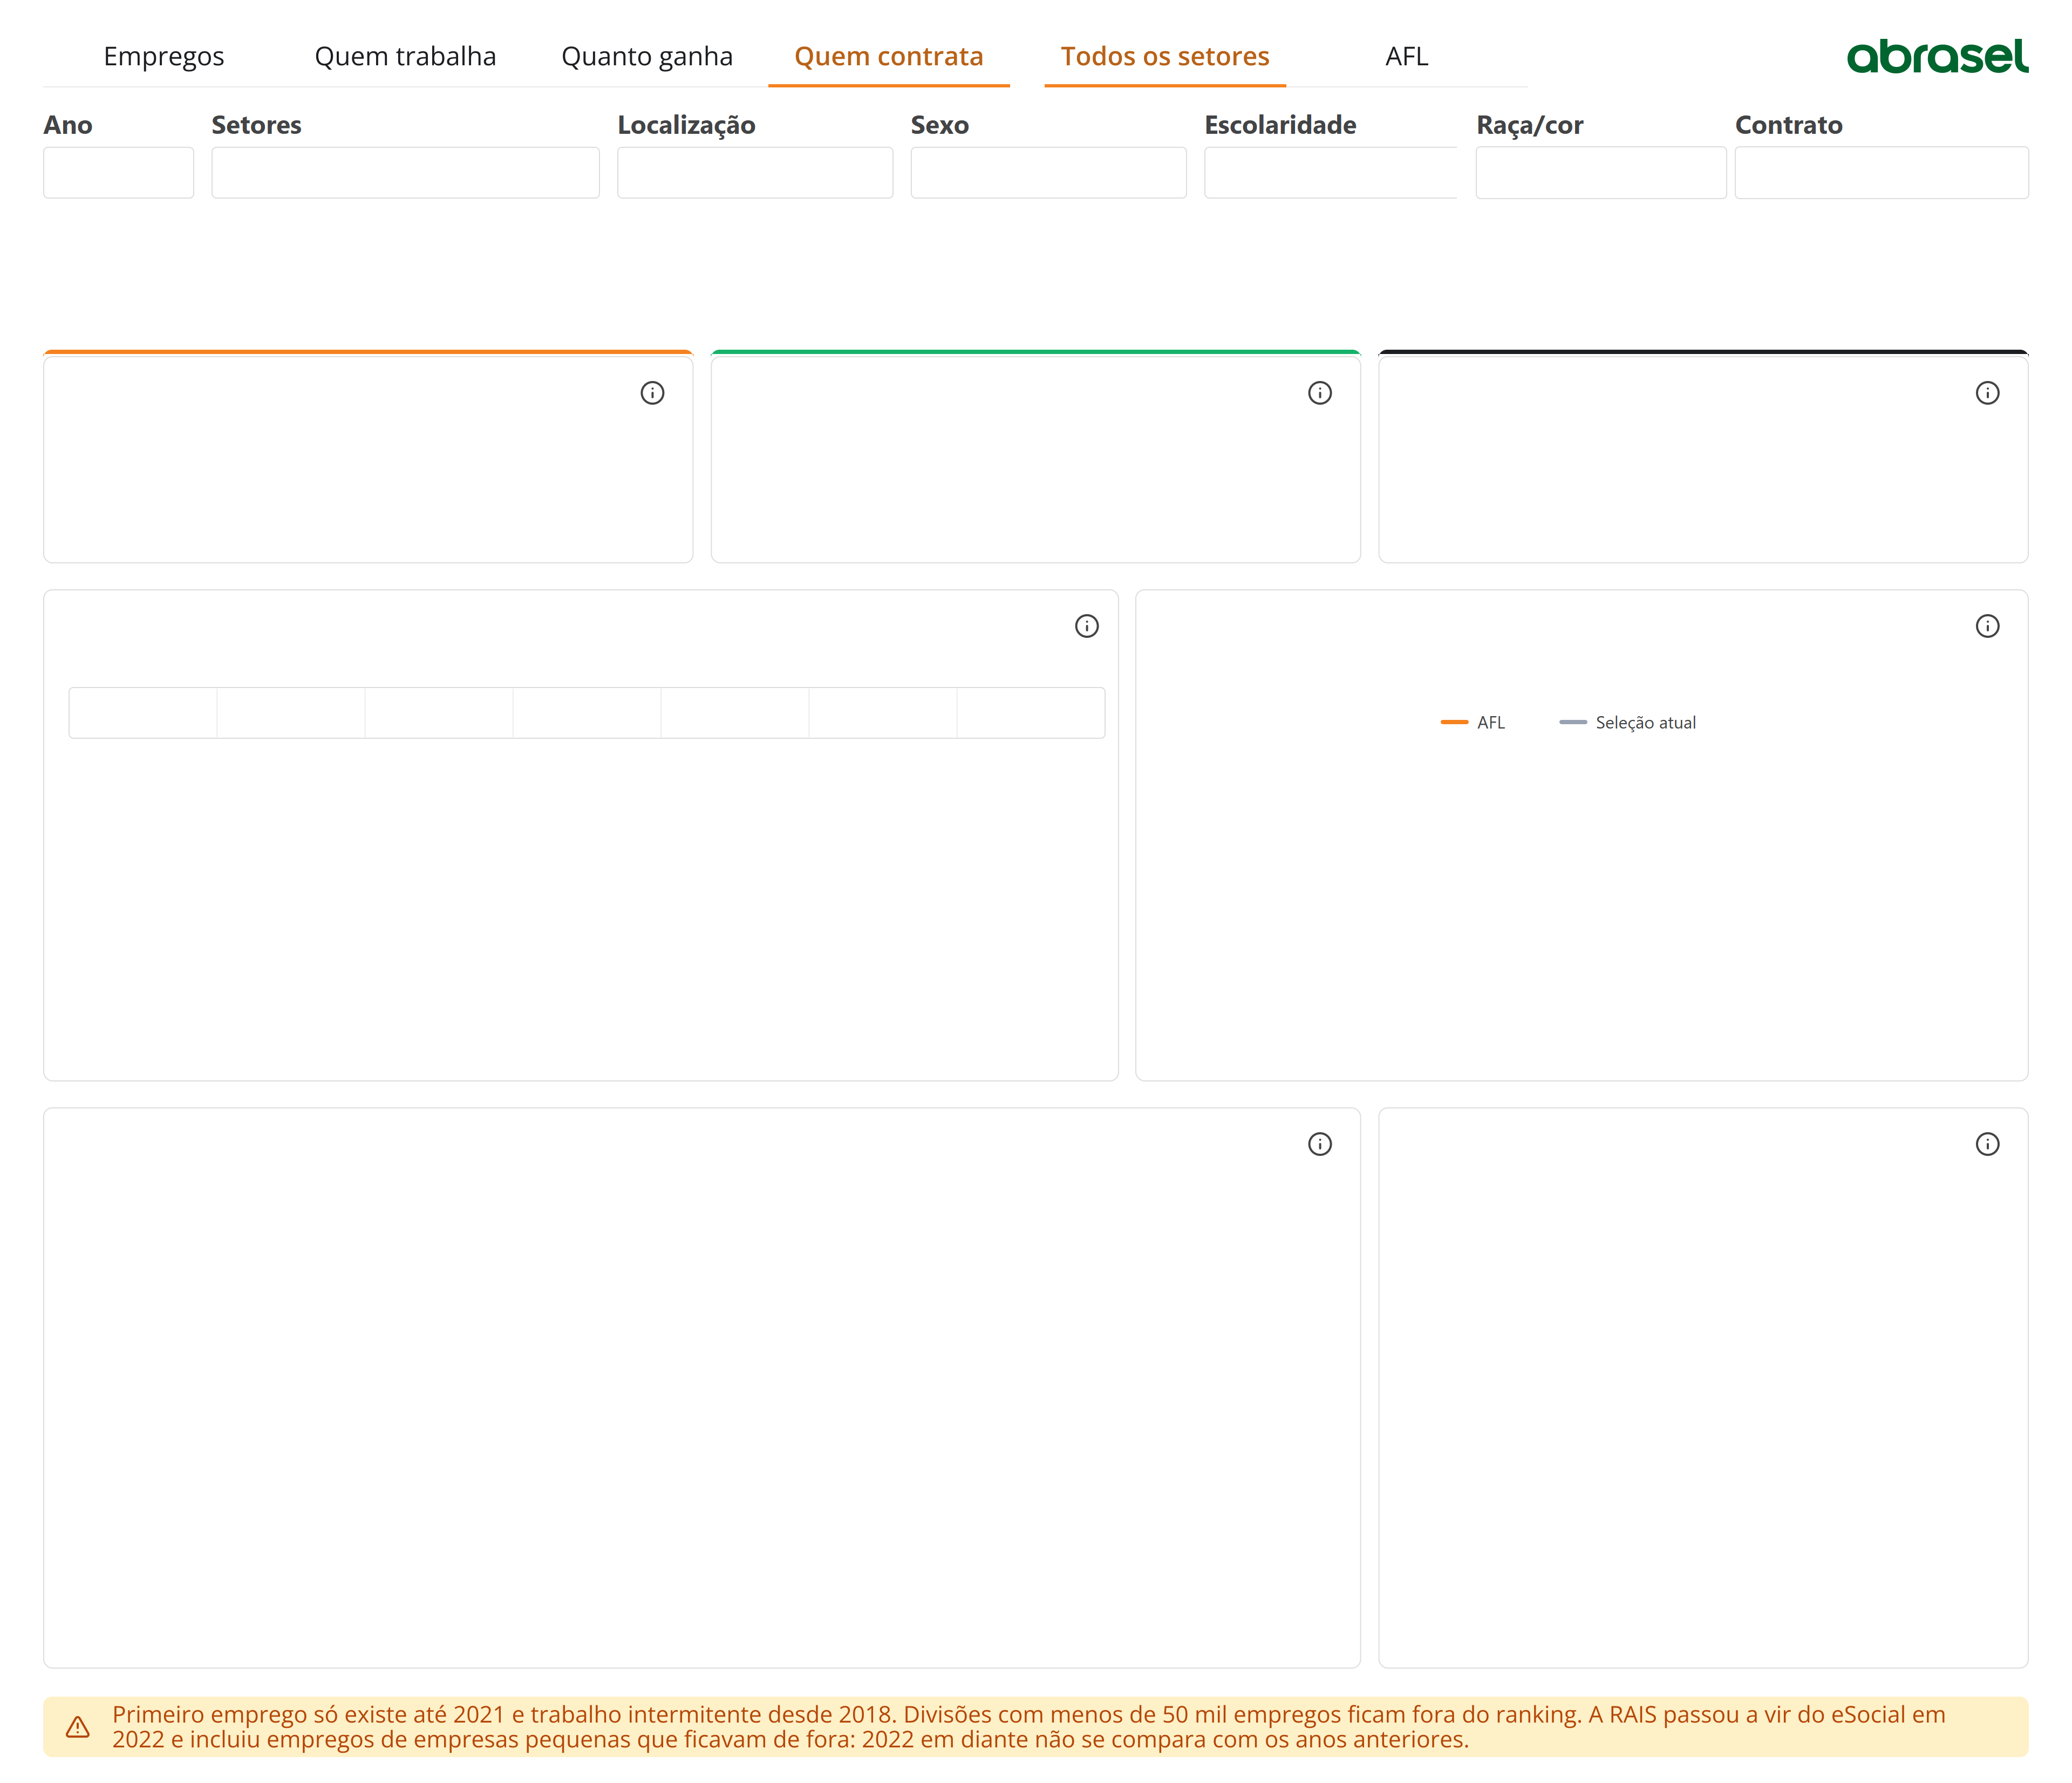 Empregos Quem trabalha Quanto ganha Quem contrata Todos os setores AFL abrasel
Ano Setores Localização Sexo Escolaridade Raça/cor Contrato
AFL Seleção atual
Primeiro emprego só existe até 2021 e trabalho intermitente desde 2018. Divisões com menos de 50 mil empregos ficam fora do ranking. A RAIS passou a vir do eSocial em
2022 e incluiu empregos de empresas pequenas que ficavam de fora: 2022 em diante não se compara com os anos anteriores.